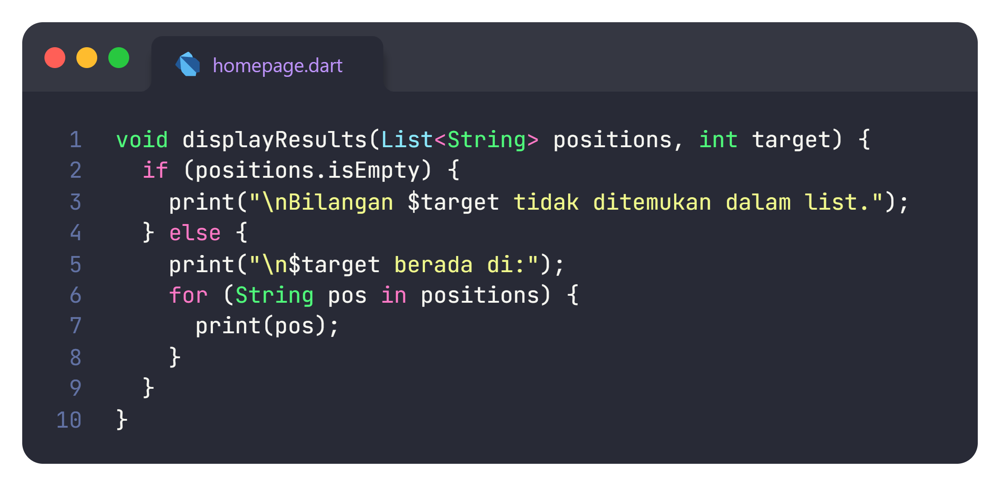 homepage.dart
1 void displayResults(List<String> positions, int target) {
2   if (positions.isEmpty) {
3     print("\nBilangan $target tidak ditemukan dalam list.");
4   } else {
5     print("\n$target berada di:");
6     for (String pos in positions) {
7       print(pos);
8     }
9   }
10 }